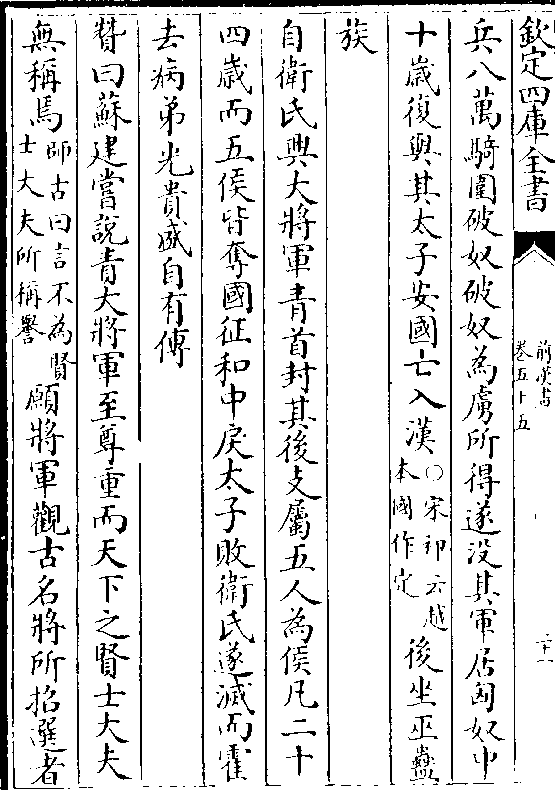 欽定四庫全書
前漢書
卷五十五
二十一
兵八萬騎圍破奴破奴為虜所得遂没其軍居匈奴中
十歲復與其太子安國亡入漢
○宋祁云越
本國作定
後坐巫蠱
族
自衛氏興大將軍青首封其後支屬五人為侯凡二十
四歲而五侯皆奪國征和中戾太子敗衛氏遂滅而霍
去病弟光貴盛自有傳
贊曰蘇建嘗說責大將軍至尊重而天下之賢士大夫
無稱焉
師古曰言不為賢
士大夫所稱譽
願將軍觀古名將所招選者